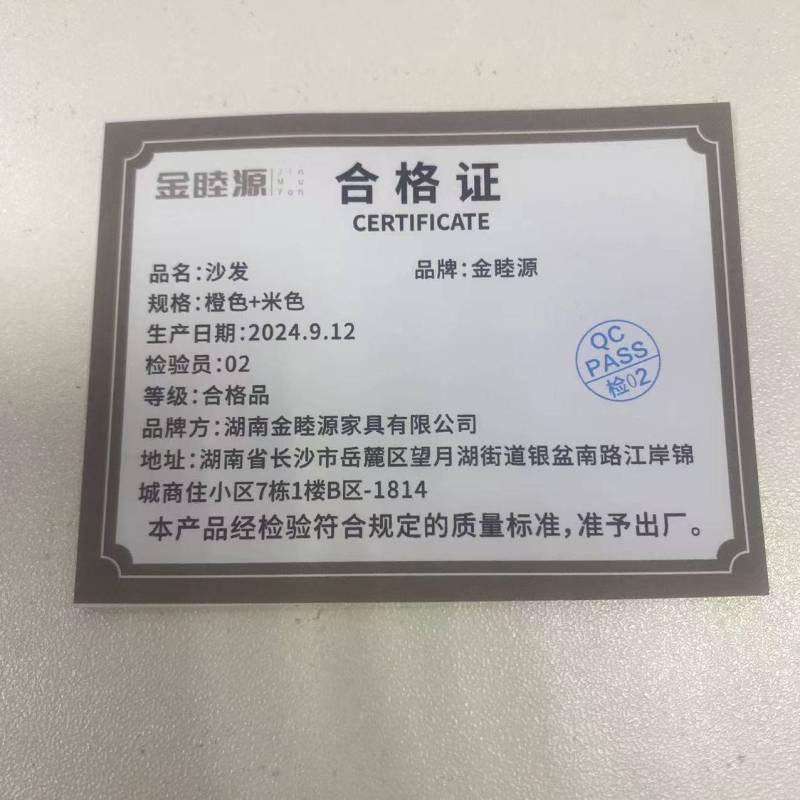 金睦源 Jin Mu Yuan
合格证
CERTIFICATE
品名:沙发 品牌:金睦源
规格:橙色+米色
生产日期:2024.9.12
检验员:02
等级:合格品
品牌方:湖南金睦源家具有限公司
地址:湖南省长沙市岳麓区望月湖街道银盆南路江岸锦
城商住小区7栋1楼B区-1814
本产品经检验符合规定的质量标准,准予出厂。
QC
PASS
检02